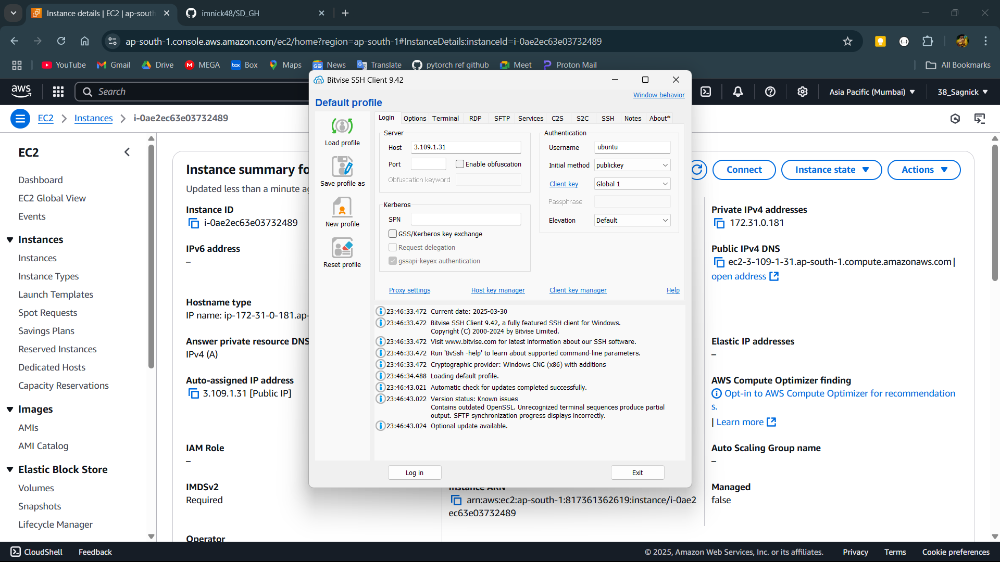 Instance details | EC2 | ap-south
imnick48/SD_GH
ap-south-1.console.aws.amazon.com/ec2/home?region=ap-south-1#InstanceDetails:instanceId=i-0ae2ec63e03732489
YouTube
Gmail
Drive
MEGA
Box
Maps
News
Translate
pytorch ref github
Meet
Proton Mail
All Bookmarks
aws
Search
Asia Pacific (Mumbai)
38_Sagnick
EC2
Instances
i-0ae2ec63e03732489
EC2
Dashboard
EC2 Global View
Events
Instances
Instances
Instance Types
Launch Templates
Spot Requests
Savings Plans
Reserved Instances
Dedicated Hosts
Capacity Reservations
Images
AMIs
AMI Catalog
Elastic Block Store
Volumes
Snapshots
Lifecycle Manager
Instance summary fo
Updated less than a minute ag
Connect
Instance state
Actions
Instance ID
i-0ae2ec63e03732489
IPv6 address
–
Hostname type
IP name: ip-172-31-0-181.ap-
Answer private resource DNS
IPv4 (A)
Auto-assigned IP address
3.109.1.31 [Public IP]
IAM Role
–
IMDSv2
Required
Operator
Instance ARN
arn:aws:ec2:ap-south-1:817361362619:instance/i-0ae2
ec63e03732489
Private IPv4 addresses
172.31.0.181
Public IPv4 DNS
ec2-3-109-1-31.ap-south-1.compute.amazonaws.com |
open address
Elastic IP addresses
–
AWS Compute Optimizer finding
Opt-in to AWS Compute Optimizer for recommendation
s.
| Learn more
Auto Scaling Group name
–
Managed
false
Bitvise SSH Client 9.42
Default profile
Window behavior
Load profile
Save profile as
New profile
Reset profile
Login
Options
Terminal
RDP
SFTP
Services
C2S
S2C
SSH
Notes
About*
Server
Host
3.109.1.31
Port
Enable obfuscation
Obfuscation keyword
Kerberos
SPN
GSS/Kerberos key exchange
Request delegation
gssapi-keyex authentication
Authentication
Username
ubuntu
Initial method
publickey
Client key
Global 1
Passphrase
Elevation
Default
Proxy settings
Host key manager
Client key manager
Help
23:46:33.472 Current date: 2025-03-30
23:46:33.472 Bitvise SSH Client 9.42, a fully featured SSH client for Windows.
Copyright (C) 2000-2024 by Bitvise Limited.
23:46:33.472 Visit www.bitvise.com for latest information about our SSH software.
23:46:33.472 Run 'BvSsh -help' to learn about supported command-line parameters.
23:46:33.472 Cryptographic provider: Windows CNG (x86) with additions
23:46:34.488 Loading default profile.
23:46:43.021 Automatic check for updates completed successfully.
23:46:43.022 Version status: Known issues
Contains outdated OpenSSL. Unrecognized terminal sequences produce partial
output. SFTP synchronization progress displays incorrectly.
23:46:43.024 Optional update available.
Log in
Exit
CloudShell
Feedback
© 2025, Amazon Web Services, Inc. or its affiliates.
Privacy
Terms
Cookie preferences